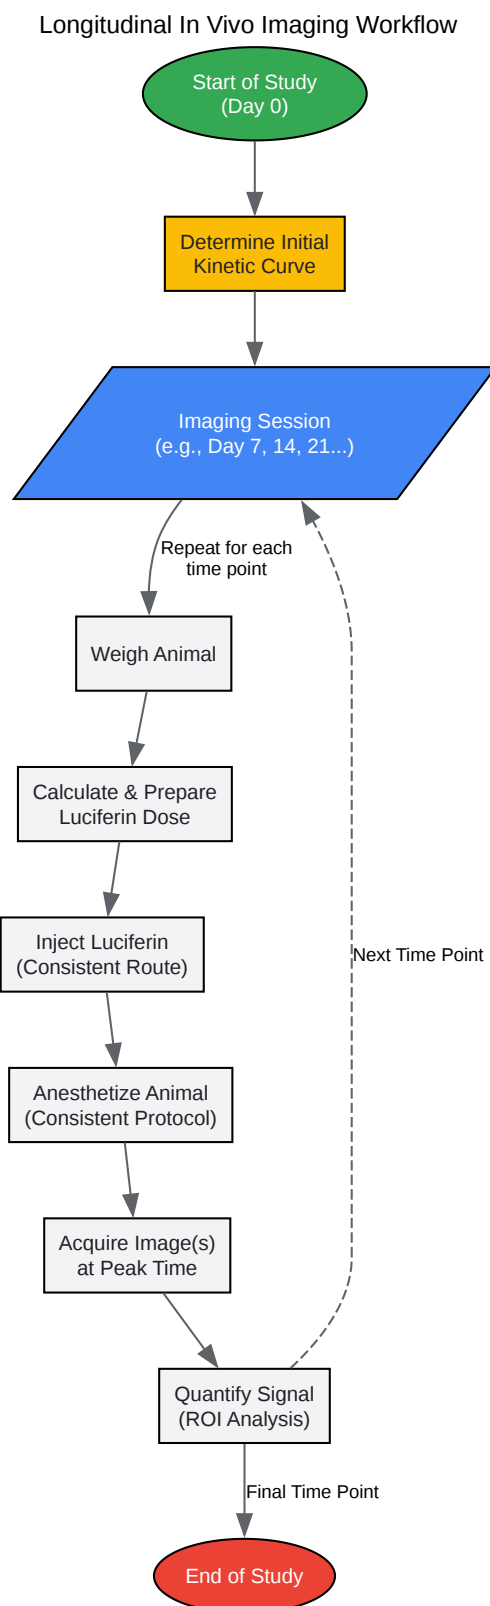 Longitudinal In Vivo Imaging Workflow
Start of Study
(Day 0)
Determine Initial
Kinetic Curve
Imaging Session
(e.g., Day 7, 14, 21...)
Repeat for each
time point
Weigh Animal
Calculate & Prepare
Luciferin Dose
Inject Luciferin
(Consistent Route)
Next Time Point
Anesthetize Animal
(Consistent Protocol)
Acquire Image(s)
at Peak Time
Quantify Signal
(ROI Analysis)
Final Time Point
End of Study